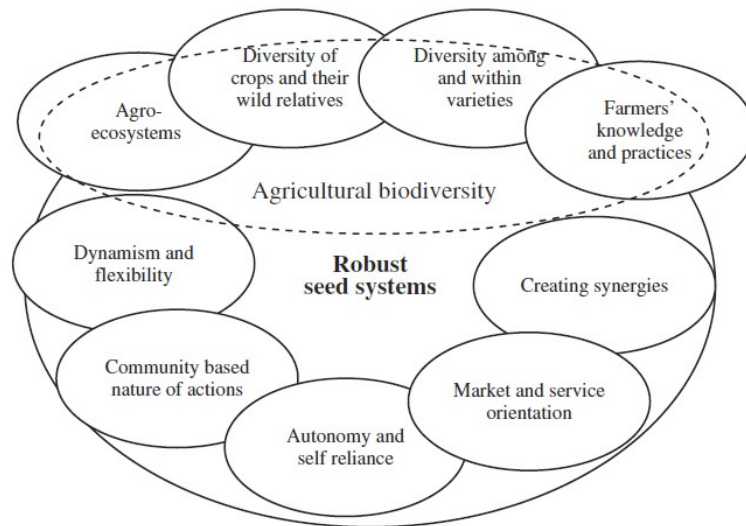 Diversity of
crops and their
wild relatives
Diversity among
and within
varieties
Agro-
ecosystems
Farmers’
knowledge
and practices
Agricultural biodiversity
Dynamism and
flexibility
Robust
seed systems
Creating synergies
Community based
nature of actions
Market and service
orientation
Autonomy and
self reliance